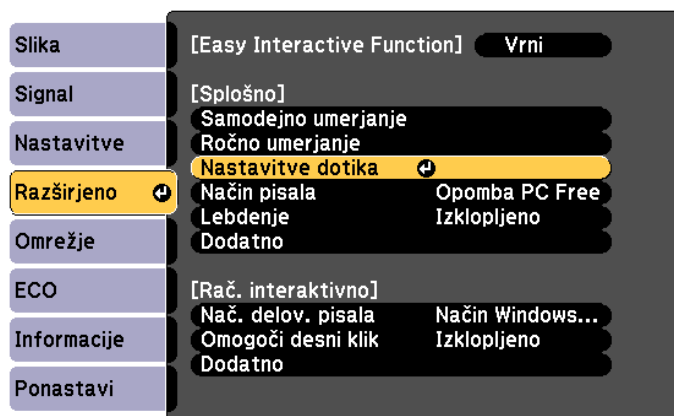 Slika
Signal
Nastavitve
Razširjeno
Omrežje
ECO
Informacije
Ponastavi
[Easy Interactive Function] Vrni
[Splošno]
Samodejno umerjanje
Ročno umerjanje
Nastavitve dotika
Način pisala Opomba PC Free
Lebdenje Izklopljeno
Dodatno
[Rač. interaktivno]
Nač. delov. pisala Način Windows...
Omogoči desni klik Izklopljeno
Dodatno